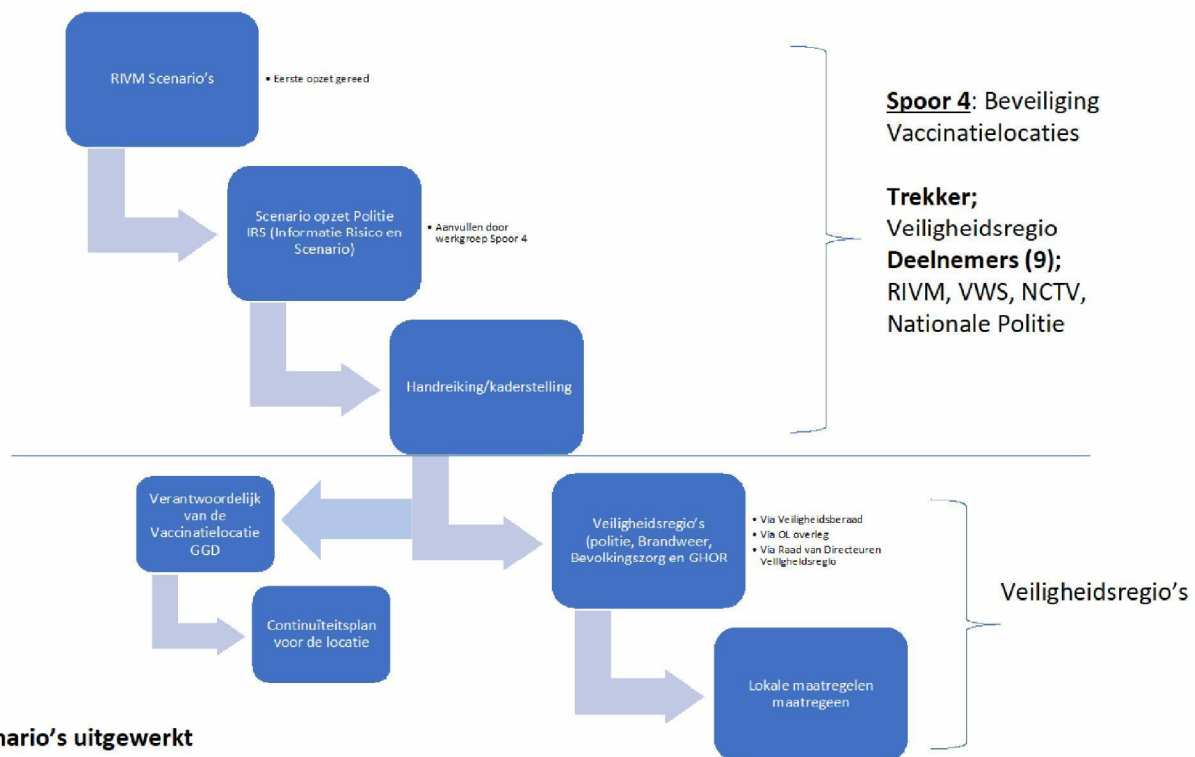 RIVM Scenario's
• Eerste opzet gereed
Scenario opzet Politie
IRS (Informatie Risico en
Scenario)
• Aanvullen door
werkgroep Spoor 4
Handreiking/kaderstelling
Spoor 4: Beveiliging
Vaccinatielocaties
Trekker;
Veiligheidsregio
Deelnemers (9);
RIVM, VWS, NCTV,
Nationale Politie
Verantwoordelijk
van de
Vaccinatielocatie
GGD
Continuïteitsplan
voor de locatie
Veiligheidsregio's
(politie, Brandweer,
Bevolkingszorg en GHOR
• Via Veiligheidsberaad
• Via OL overleg
• Via Raad van Directeuren
Veiligheidsregio
Lokale maatregelen
maatregeen
Veiligheidsregio's
nario's uitgewerkt